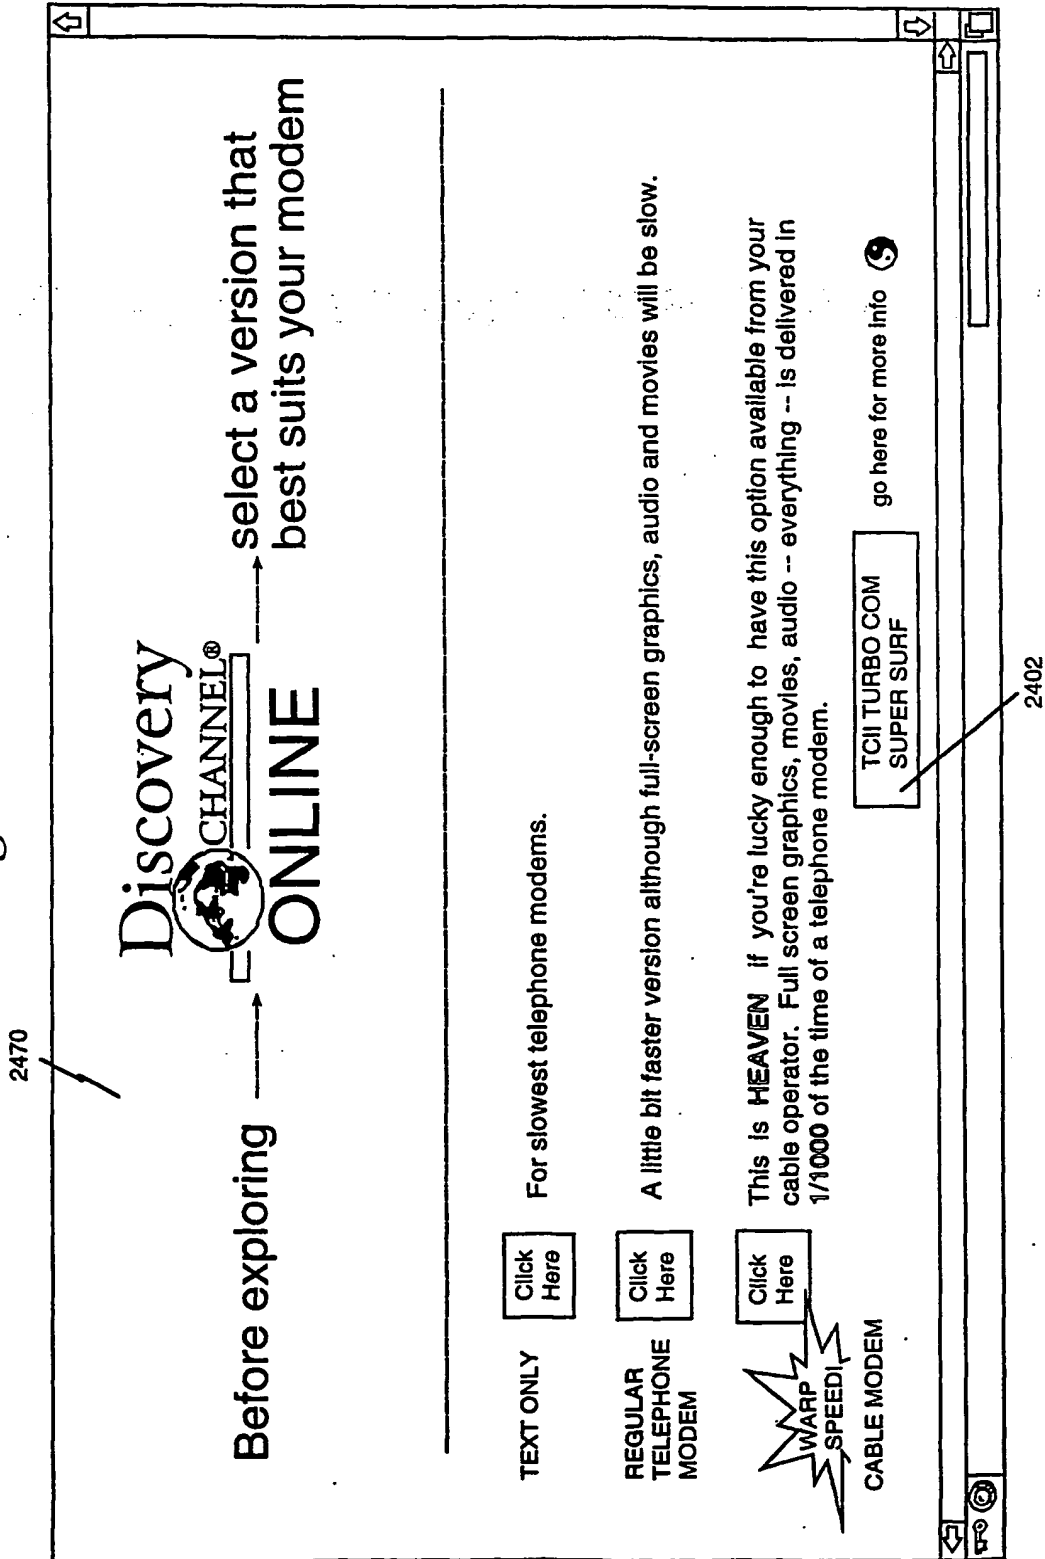 2470
Discovery
CHANNEL®
ONLINE
Before exploring
select a version that
best suits your modem
TEXT ONLY
Click
Here
For slowest telephone modems.
REGULAR
TELEPHONE
MODEM
Click
Here
A little bit faster version although full-screen graphics, audio and movies will be slow.
WARP
SPEED!
CABLE MODEM
Click
Here
This is HEAVEN if you're lucky enough to have this option available from your
cable operator. Full screen graphics, movies, audio -- everything -- is delivered in
1/1000 of the time of a telephone modem.
TCII TURBO COM
SUPER SURF
go here for more info
2402